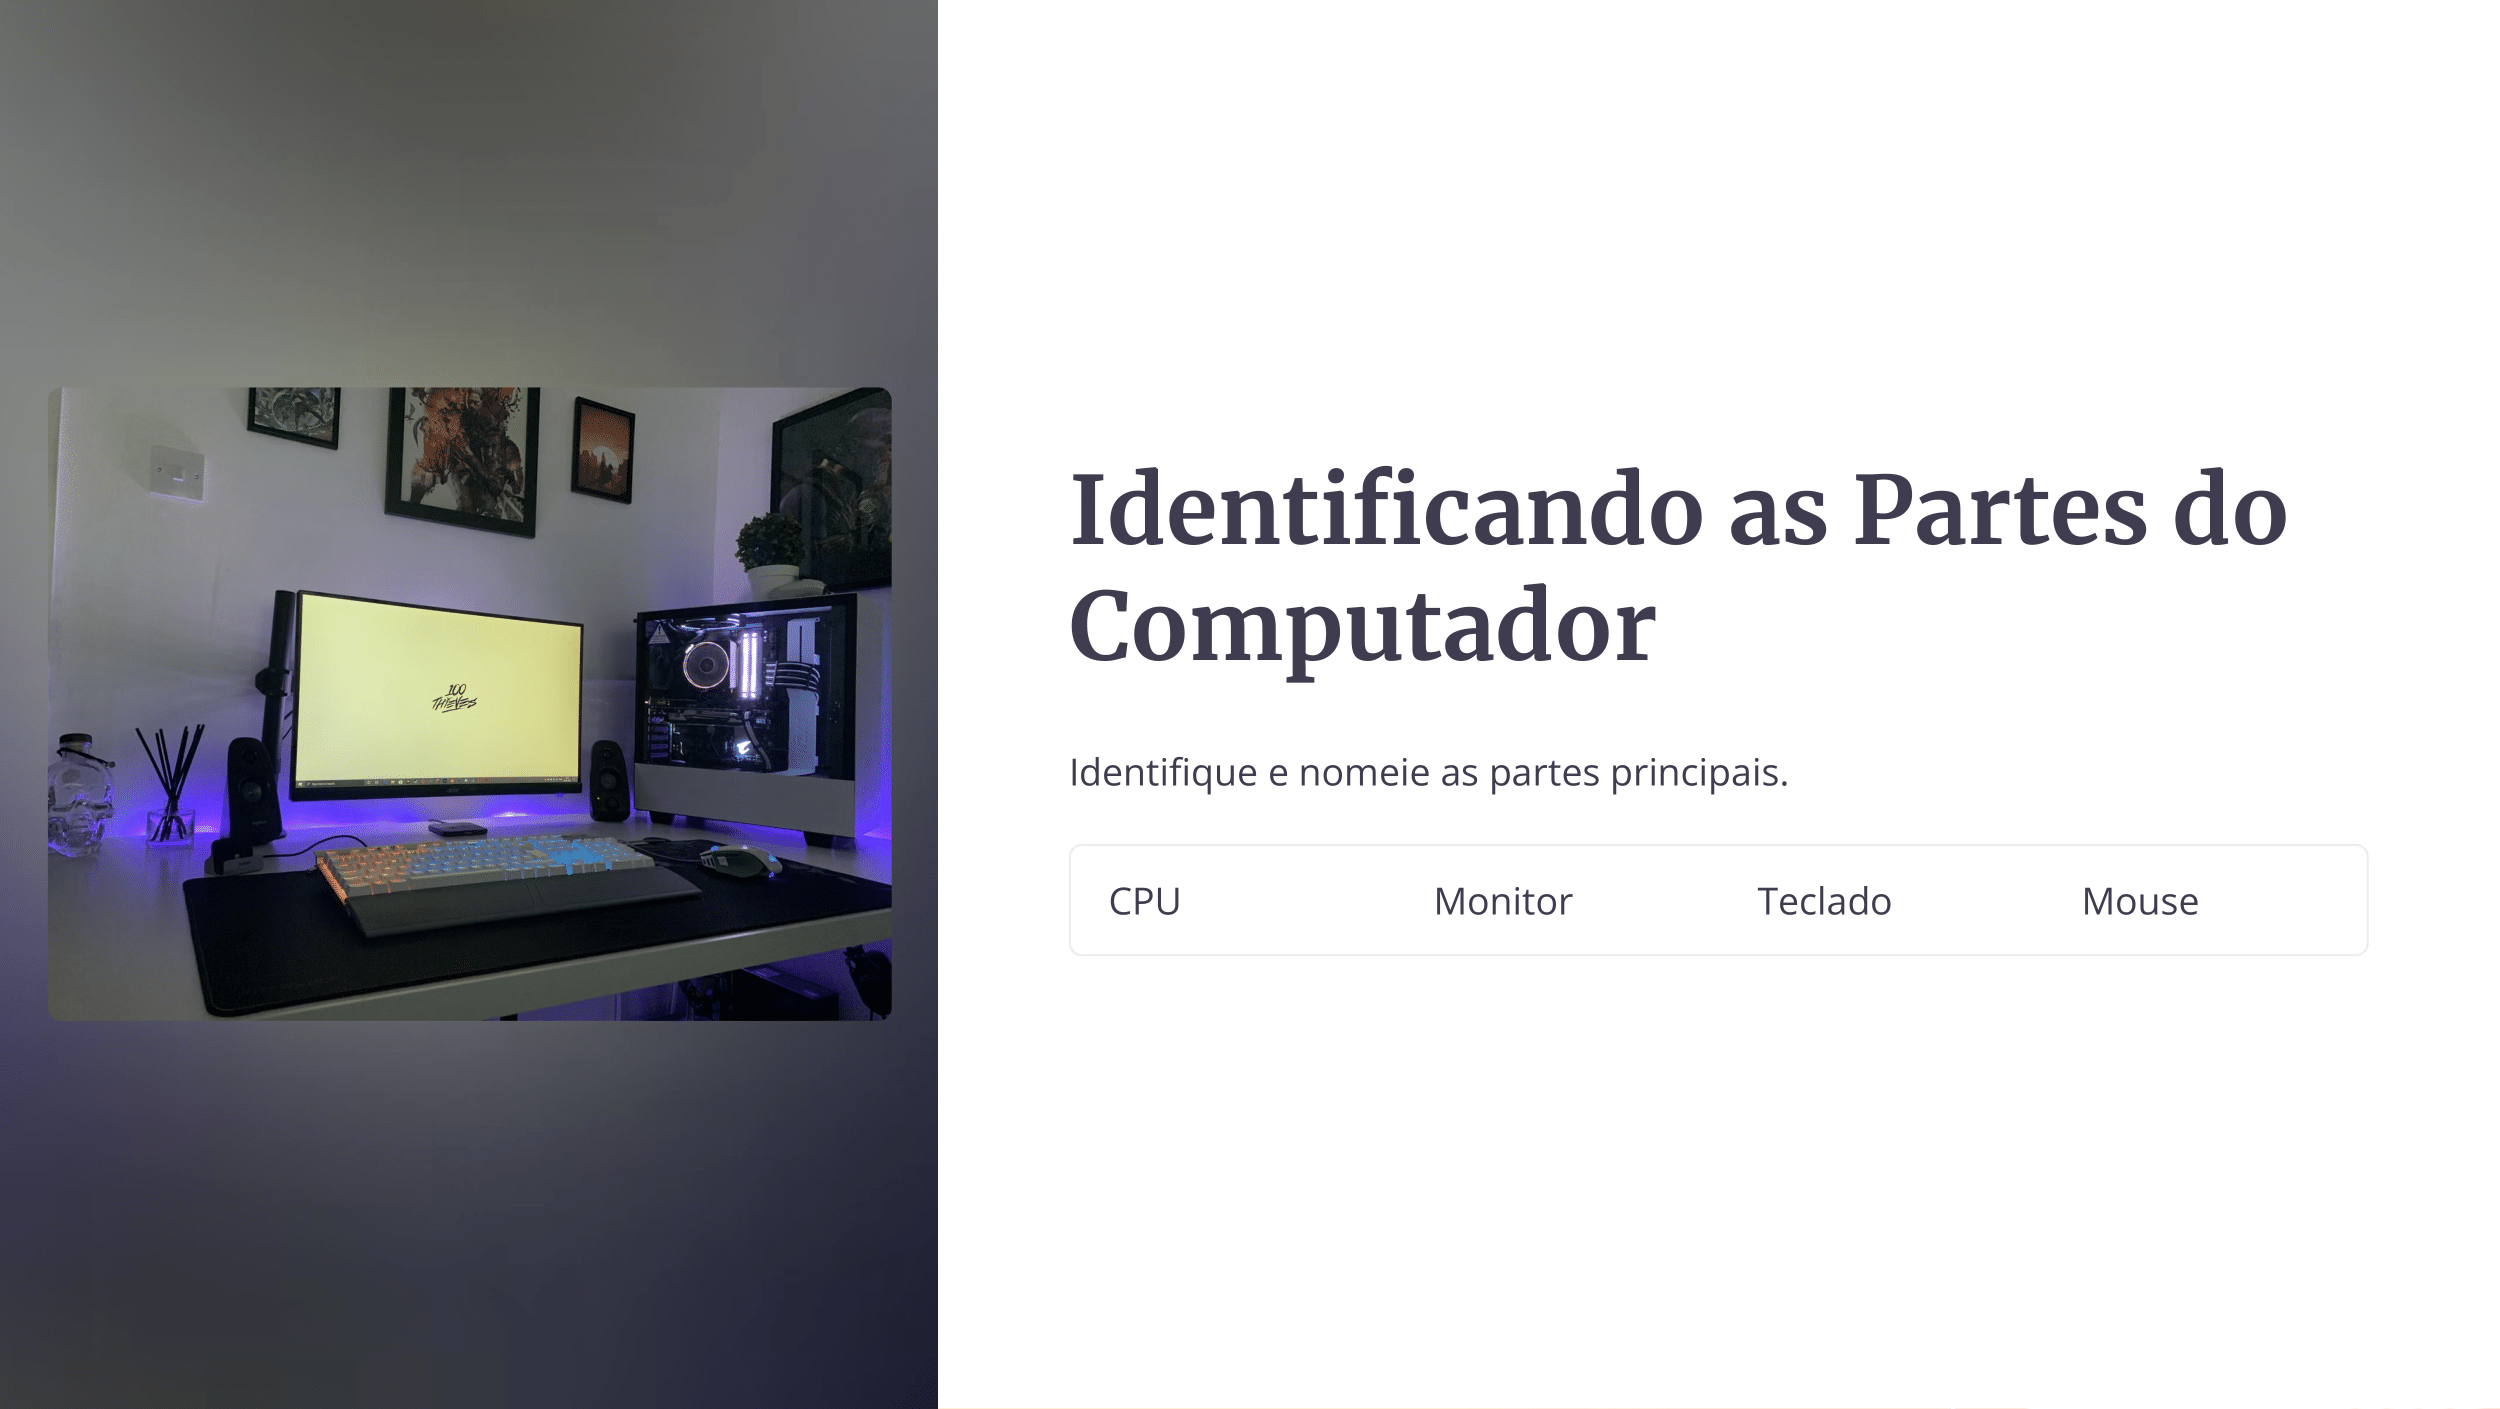 100
THIEVES
Identificando as Partes do
Computador
Identifique e nomeie as partes principais.
CPU Monitor Teclado Mouse